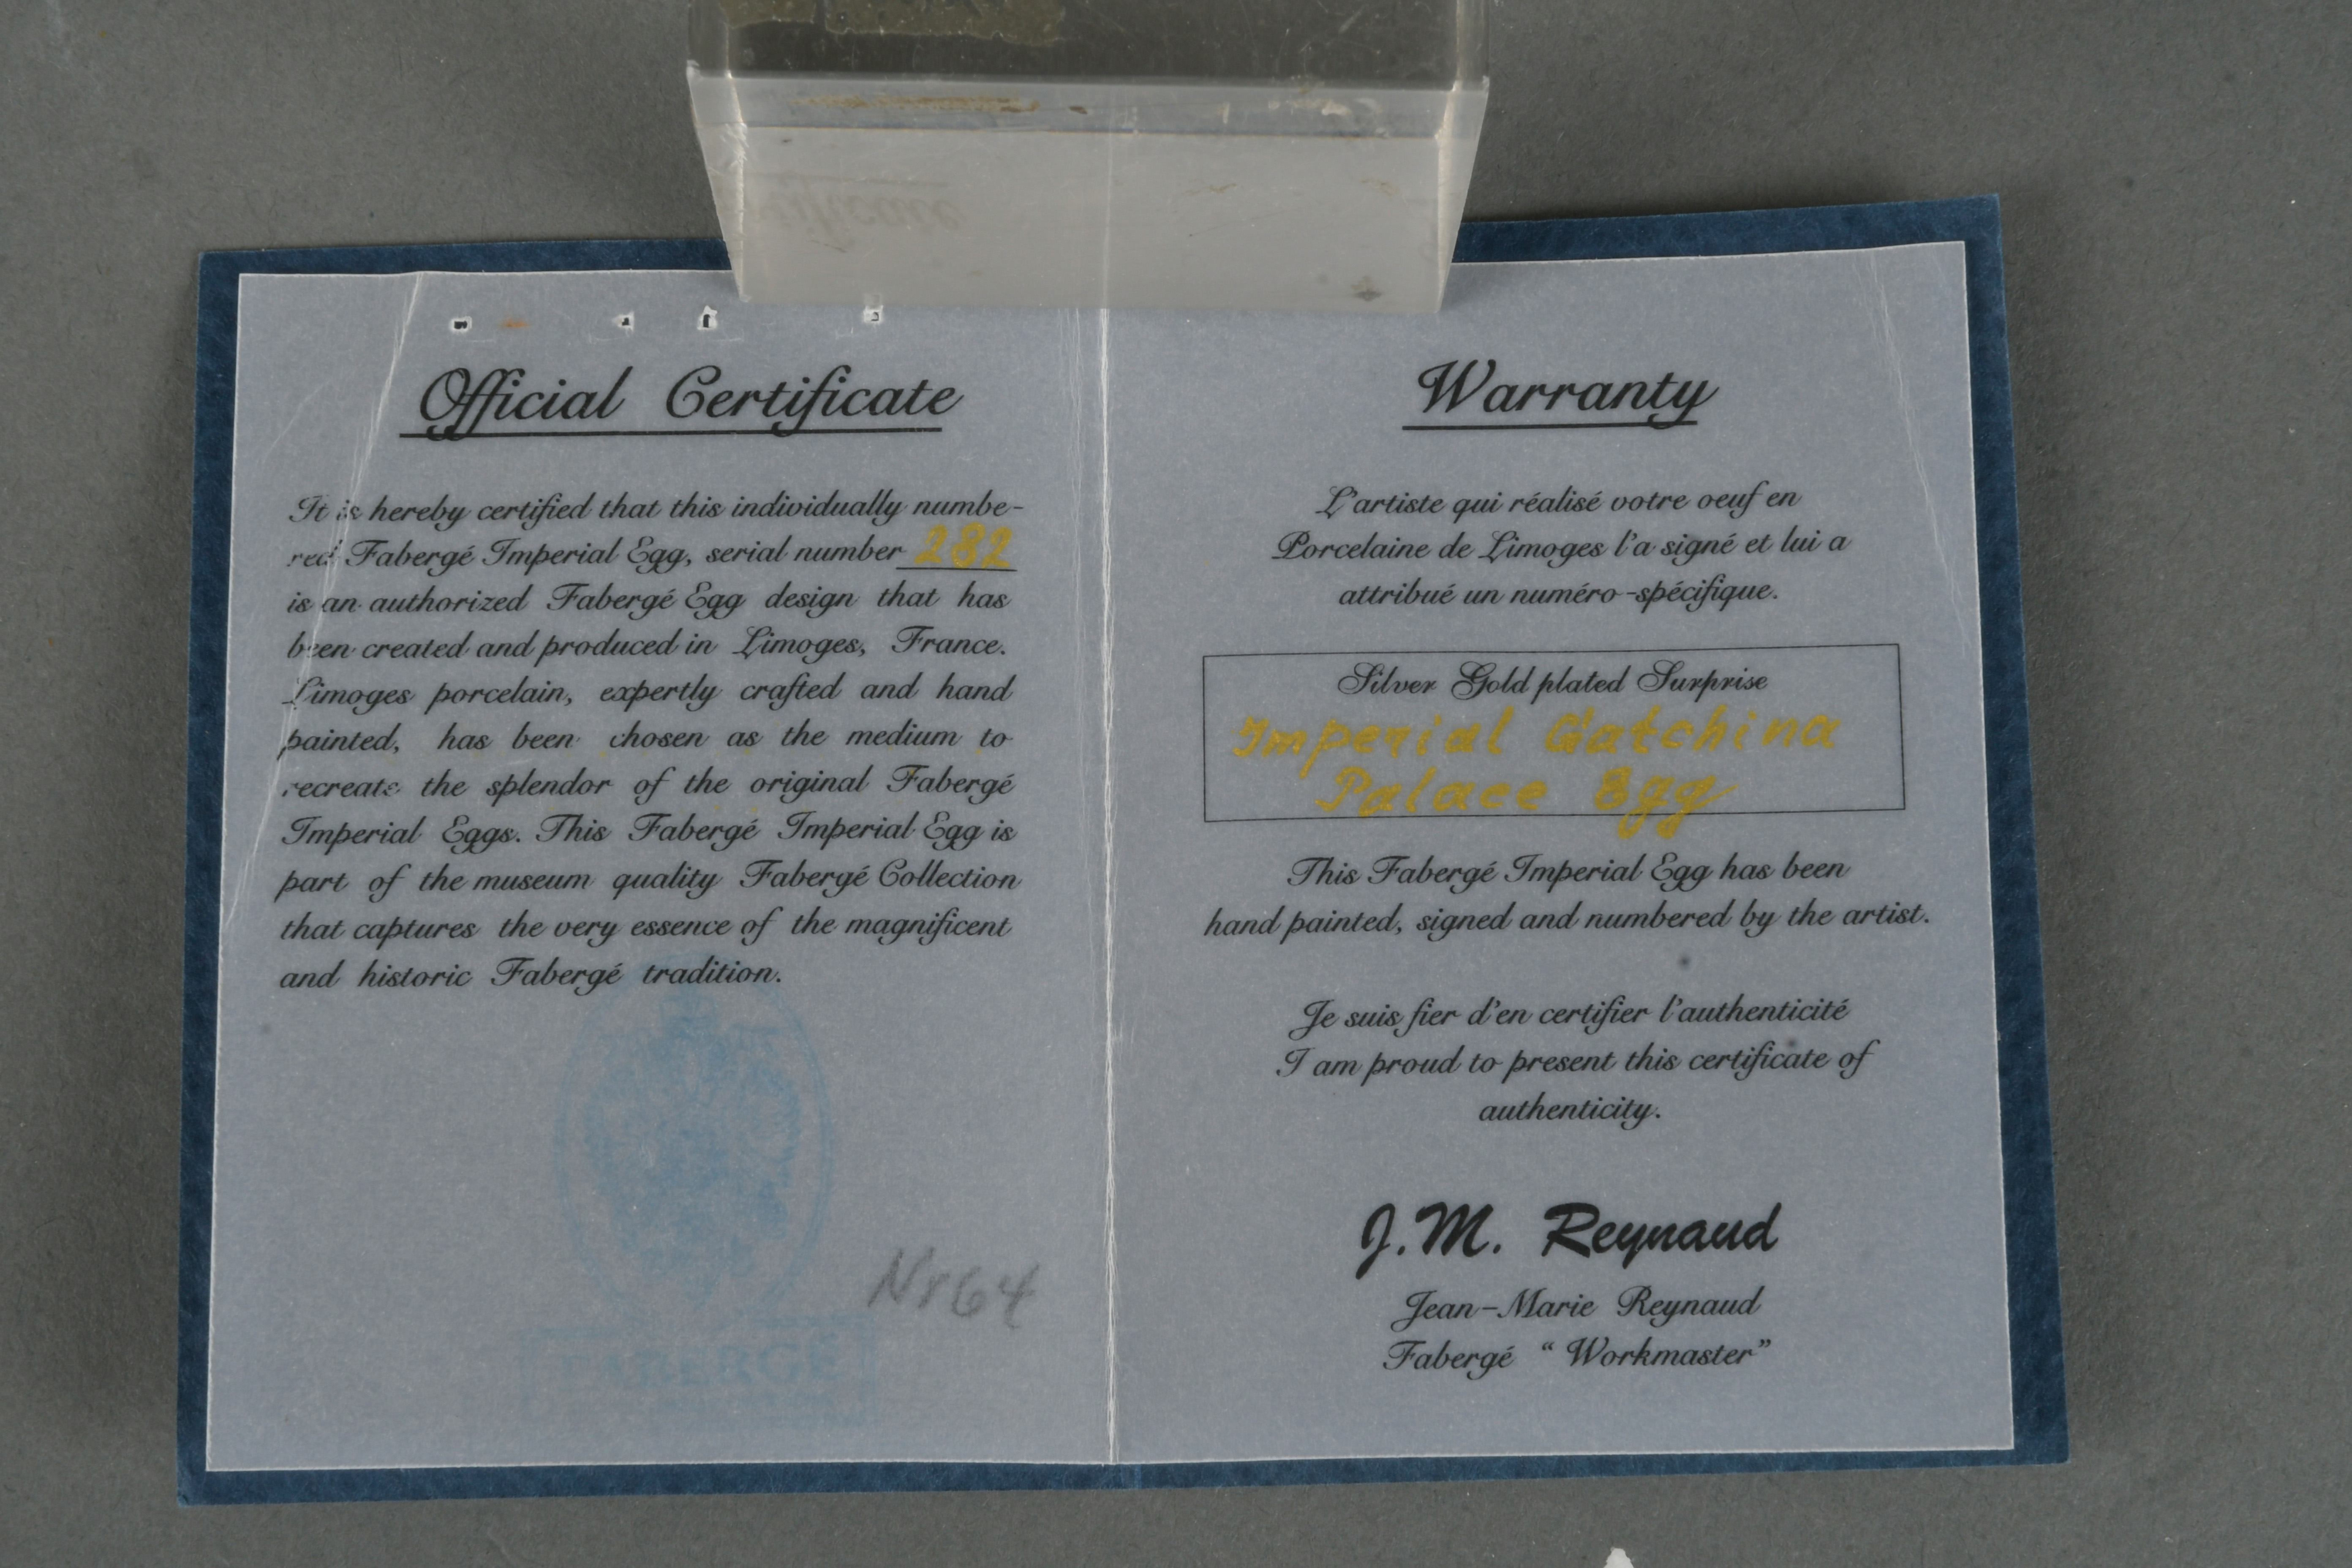 Official Certificate
It is hereby certified that this individually numbe-
red Fabergé Imperial Egg, serial number 282
is an authorized Fabergé Egg design that has
been created and produced in Limoges, France.
Limoges porcelain, expertly crafted and hand
painted, has been chosen as the medium to
recreate the splendor of the original Fabergé
Imperial Eggs. This Fabergé Imperial Egg is
part of the museum quality Fabergé Collection
that captures the very essence of the magnificent
and historic Fabergé tradition.
Nr 64
Warranty
L'artiste qui réalisé votre oeuf en
Porcelaine de Limoges l'a signé et lui a
attribué un numéro-spécifique.
Silver Gold plated Surprise
Imperial Gatchina
Palace Egg
This Fabergé Imperial Egg has been
hand painted, signed and numbered by the artist.
Je suis fier d'en certifier l'authenticité
I am proud to present this certificate of
authenticity.
J.M. Reynaud
Jean-Marie Reynaud
Fabergé "Workmaster"